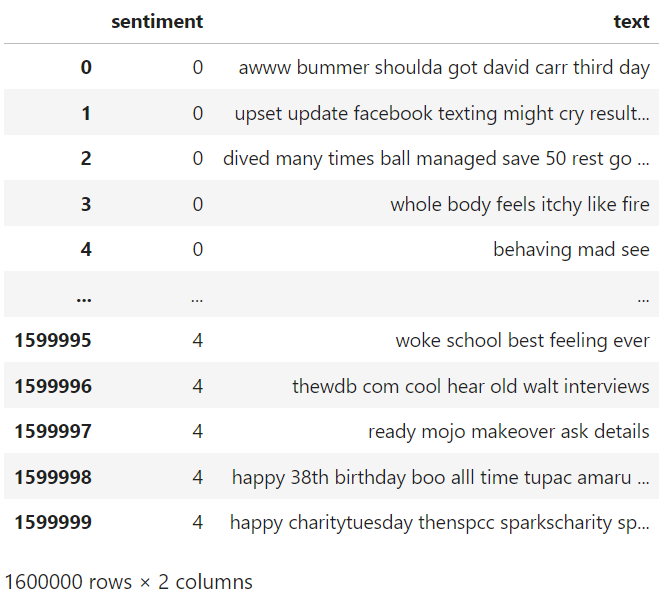 sentiment text
0 0 awww bummer shoulda got david carr third day
1 0 upset update facebook texting might cry result...
2 0 dived many times ball managed save 50 rest go ...
3 0 whole body feels itchy like fire
4 0 behaving mad see
... ... ...
1599995 4 woke school best feeling ever
1599996 4 thewdb com cool hear old walt interviews
1599997 4 ready mojo makeover ask details
1599998 4 happy 38th birthday boo alll time tupac amaru ...
1599999 4 happy charitytuesday thenspcc sparkscharity sp...
1600000 rows × 2 columns